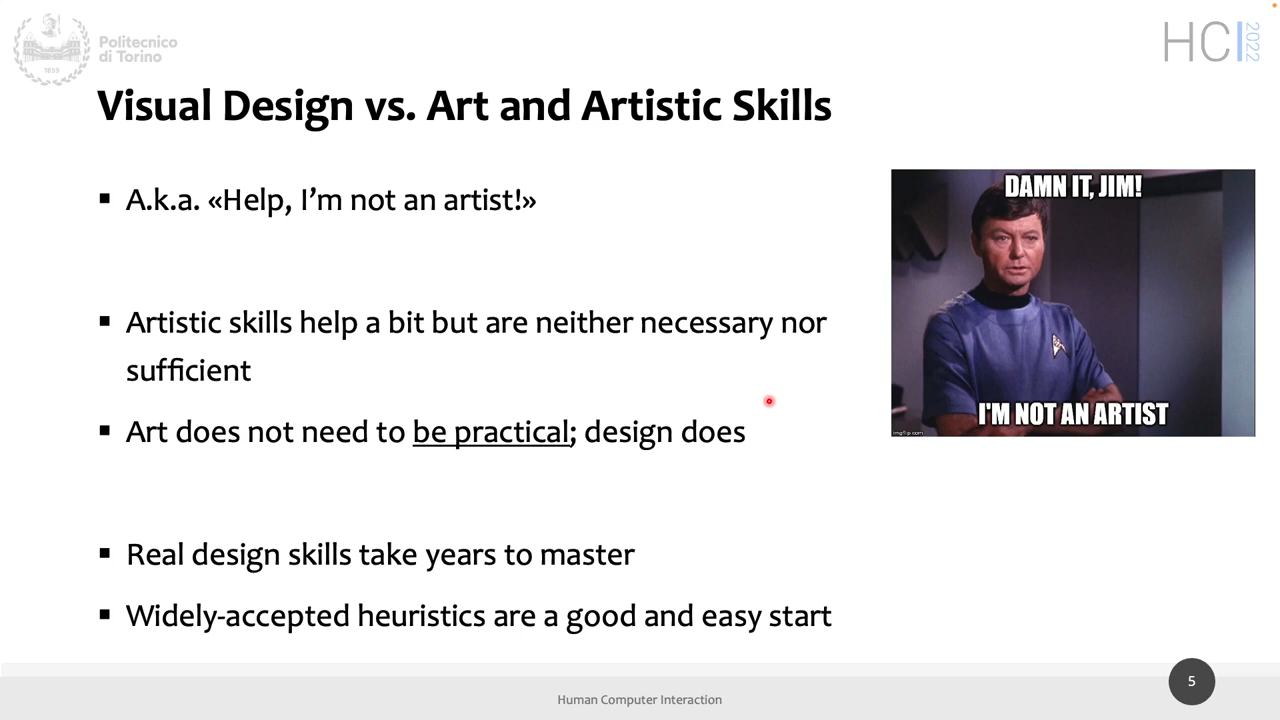 Politecnico
di Torino
1859
HCI 2022
Visual Design vs. Art and Artistic Skills
▪ A.k.a. «Help, I’m not an artist!»
▪ Artistic skills help a bit but are neither necessary nor
sufficient
▪ Art does not need to be practical; design does
▪ Real design skills take years to master
▪ Widely-accepted heuristics are a good and easy start
DAMN IT, JIM!
I'M NOT AN ARTIST
imgflip.com
Human Computer Interaction
5